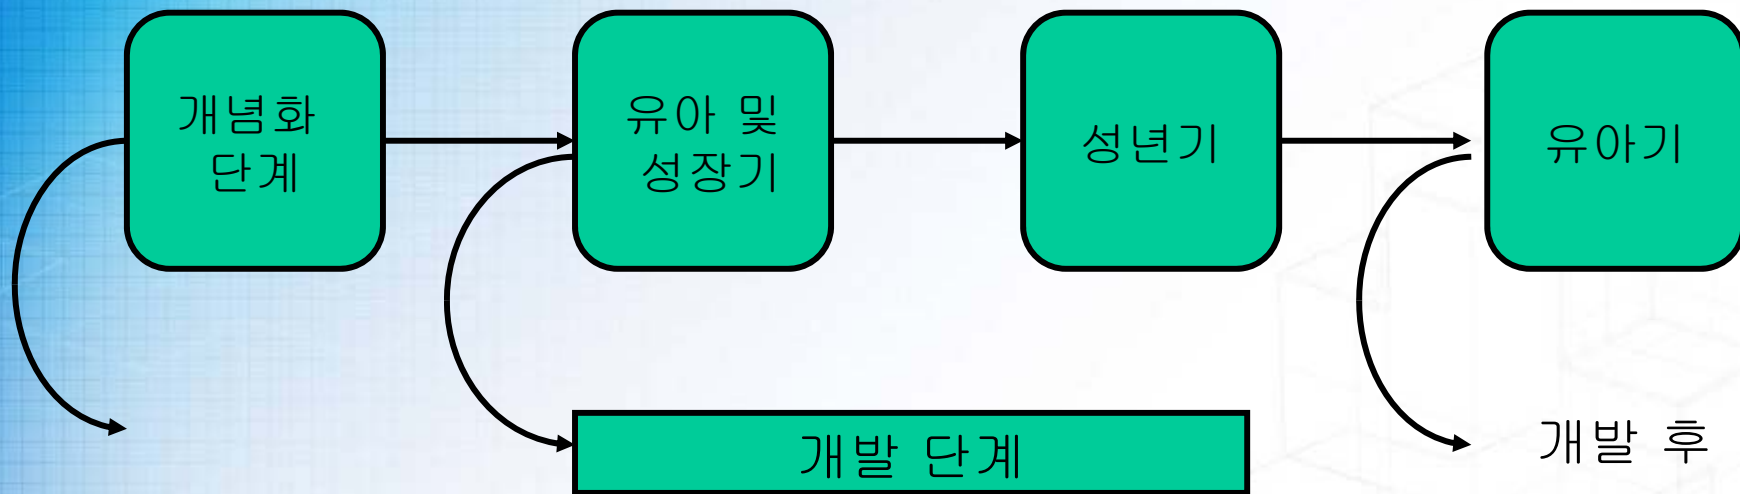 개념화
단계
유아 및
성장기
성년기
유아기
개발 단계
개발 후